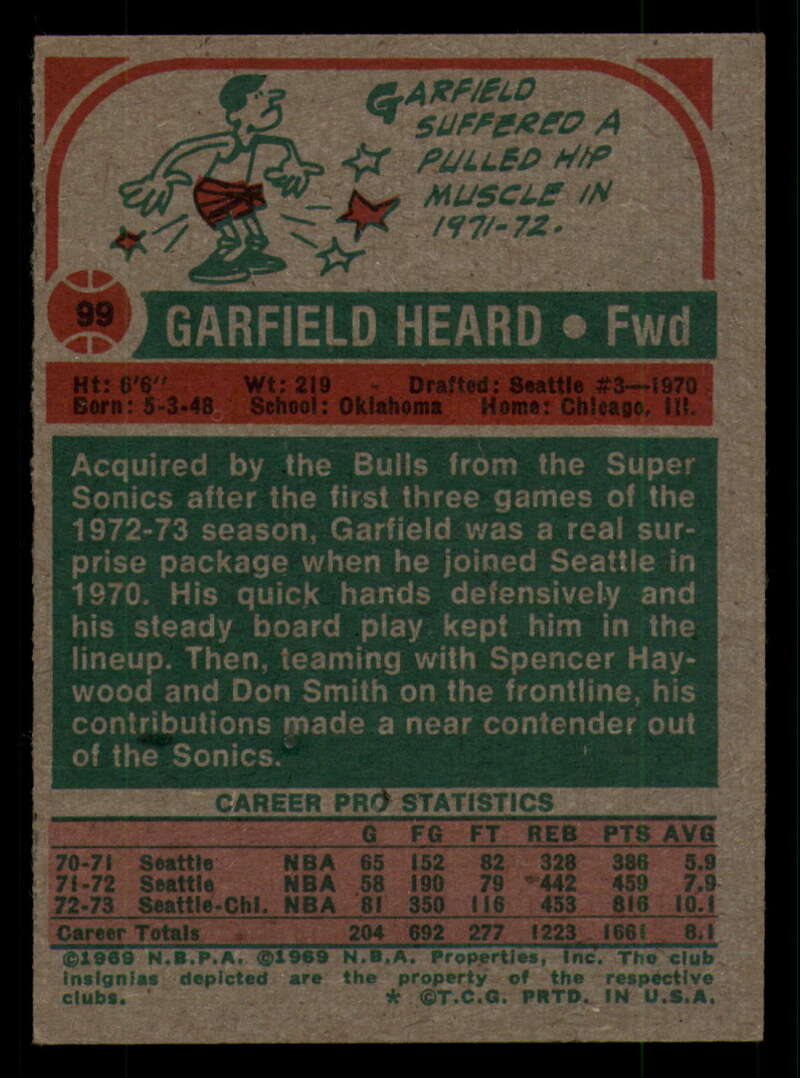 GARFIELD
SUFFERED A
PULLED HIP
MUSCLE IN
1971-72.
99
GARFIELD HEARD • Fwd
Ht: 6'6" Wt: 219 Drafted: Seattle #3—1970
Born: 5-3-48 School: Oklahoma Home: Chicago, Ill.
Acquired by the Bulls from the Super
Sonics after the first three games of the
1972-73 season, Garfield was a real sur-
prise package when he joined Seattle in
1970. His quick hands defensively and
his steady board play kept him in the
lineup. Then, teaming with Spencer Hay-
wood and Don Smith on the frontline, his
contributions made a near contender out
of the Sonics.
CAREER PRO STATISTICS
G FG FT REB PTS AVG
70-71 Seattle NBA 65 152 82 328 386 5.9
71-72 Seattle NBA 58 190 79 442 459 7.9
72-73 Seattle-Chi. NBA 81 350 116 453 816 10.1
Career Totals 204 692 277 1223 1661 8.1
©1969 N.B.P.A. ©1969 N.B.A. Properties, Inc. The club
insignias depicted are the property of the respective
clubs. * ©T.C.G. PRTD. IN U.S.A.